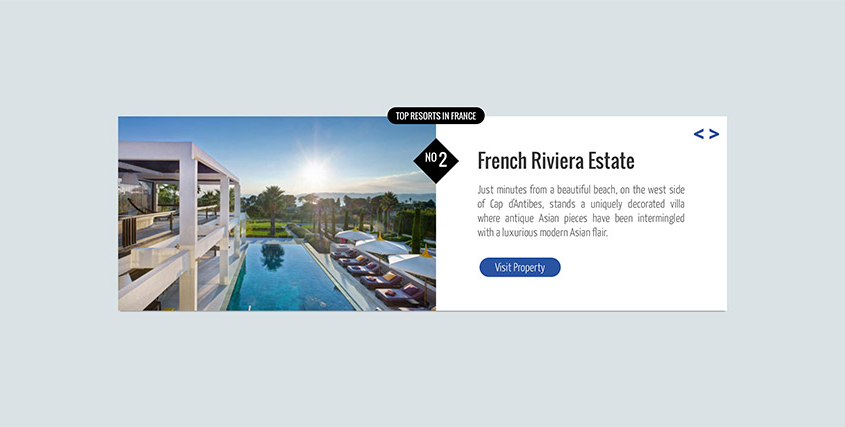 TOP RESORTS IN FRANCE
< >
NO 2
French Riviera Estate
Just minutes from a beautiful beach, on the west side
of Cap d'Antibes, stands a uniquely decorated villa
where antique Asian pieces have been intermingled
with a luxurious modern Asian flair.
Visit Property